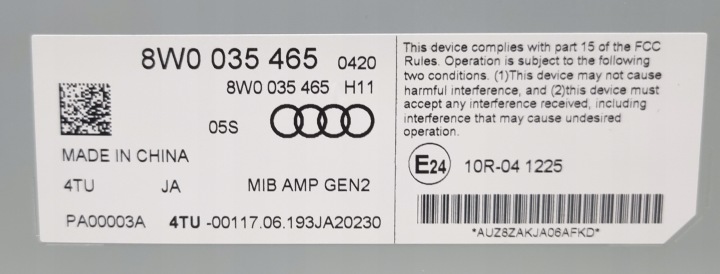 8W0 035 465 0420
8W0 035 465 H11
05S
MADE IN CHINA
4TU JA MIB AMP GEN2
PA00003A 4TU -00117.06.193JA20230
This device complies with part 15 of the FCC
Rules. Operation is subject to the following
two conditions. (1)This device may not cause
harmful interference, and (2)this device must
accept any interference received, including
interference that may cause undesired
operation.
E24 10R-04 1225
*AUZ8ZAKJA06AFKD*